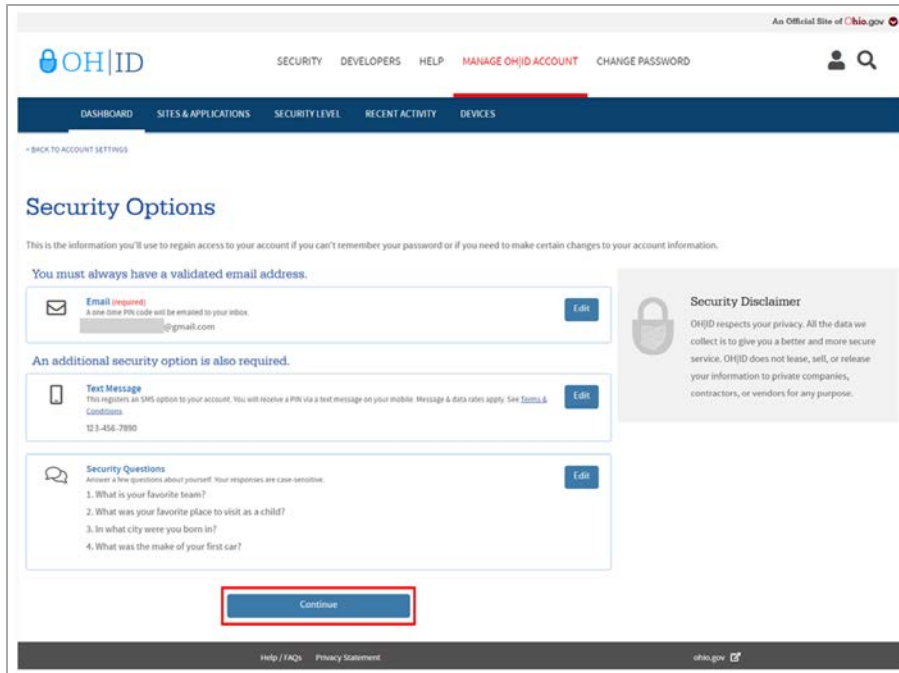 An Official Site of Ohio.gov
OH|ID
SECURITY DEVELOPERS HELP MANAGE OH|ID ACCOUNT CHANGE PASSWORD
DASHBOARD SITES & APPLICATIONS SECURITY LEVEL RECENT ACTIVITY DEVICES
< BACK TO ACCOUNT SETTINGS
Security Options
This is the information you'll use to regain access to your account if you can't remember your password or if you need to make certain changes to your account information.
You must always have a validated email address.
Email (required)
A one-time PIN code will be emailed to your inbox.
@gmail.com
Edit
An additional security option is also required.
Text Message
This registers an SMS option to your account. You will receive a PIN via a text message on your mobile. Message & data rates apply. See Terms &
Conditions.
123-456-7890
Edit
Security Questions
Answer a few questions about yourself. Your responses are case-sensitive.
1. What is your favorite team?
2. What was your favorite place to visit as a child?
3. In what city were you born in?
4. What was the make of your first car?
Edit
Security Disclaimer
OH|ID respects your privacy. All the data we
collect is to give you a better and more secure
service. OH|ID does not lease, sell, or release
your information to private companies,
contractors, or vendors for any purpose.
Continue
Help / FAQs Privacy Statement ohio.gov